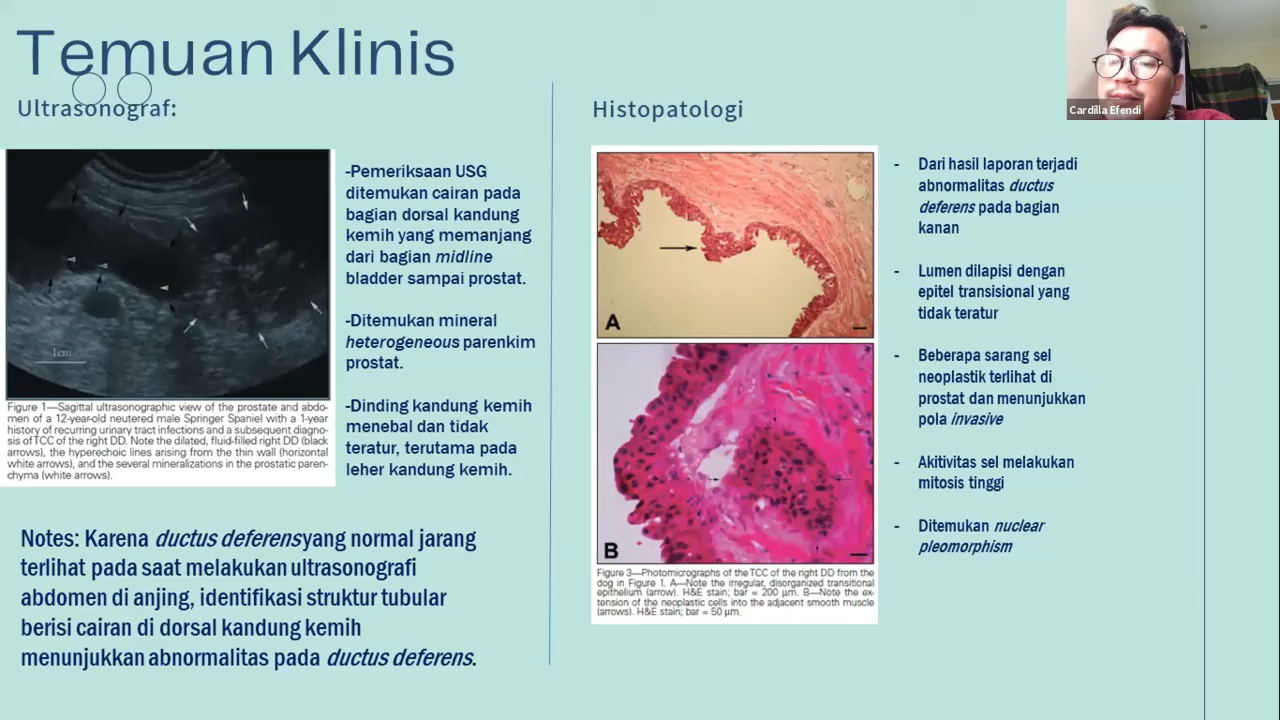 Temuan Klinis
Ultrasonograf:
1cm
Figure 1—Sagittal ultrasonographic view of the prostate and abdo-
men of a 12-year-old neutered male Springer Spaniel with a 1-year
history of recurring urinary tract infections and a subsequent diagno-
sis of TCC of the right DD. Note the dilated, fluid-filled right DD (black
arrows), the hyperechoic lines arising from the thin wall (horizontal
white arrows), and the several mineralizations in the prostatic paren-
chyma (white arrows).
-Pemeriksaan USG
ditemukan cairan pada
bagian dorsal kandung
kemih yang memanjang
dari bagian midline
bladder sampai prostat.
-Ditemukan mineral
heterogeneous parenkim
prostat.
-Dinding kandung kemih
menebal dan tidak
teratur, terutama pada
leher kandung kemih.
Notes: Karena ductus deferens yang normal jarang
terlihat pada saat melakukan ultrasonografi
abdomen di anjing, identifikasi struktur tubular
berisi cairan di dorsal kandung kemih
menunjukkan abnormalitas pada ductus deferens.
Histopatologi
A
B
Figure 3—Photomicrographs of the TCC of the right DD from the
dog in Figure 1. A—Note the irregular, disorganized transitional
epithelium (arrow). H&E stain; bar = 200 µm. B—Note the ex-
tension of the neoplastic cells into the adjacent smooth muscle
(arrows). H&E stain; bar = 50 µm.
- Dari hasil laporan terjadi
abnormalitas ductus
deferens pada bagian
kanan
- Lumen dilapisi dengan
epitel transisional yang
tidak teratur
- Beberapa sarang sel
neoplastik terlihat di
prostat dan menunjukkan
pola invasive
- Akitivitas sel melakukan
mitosis tinggi
- Ditemukan nuclear
pleomorphism
Cardilla Efendi